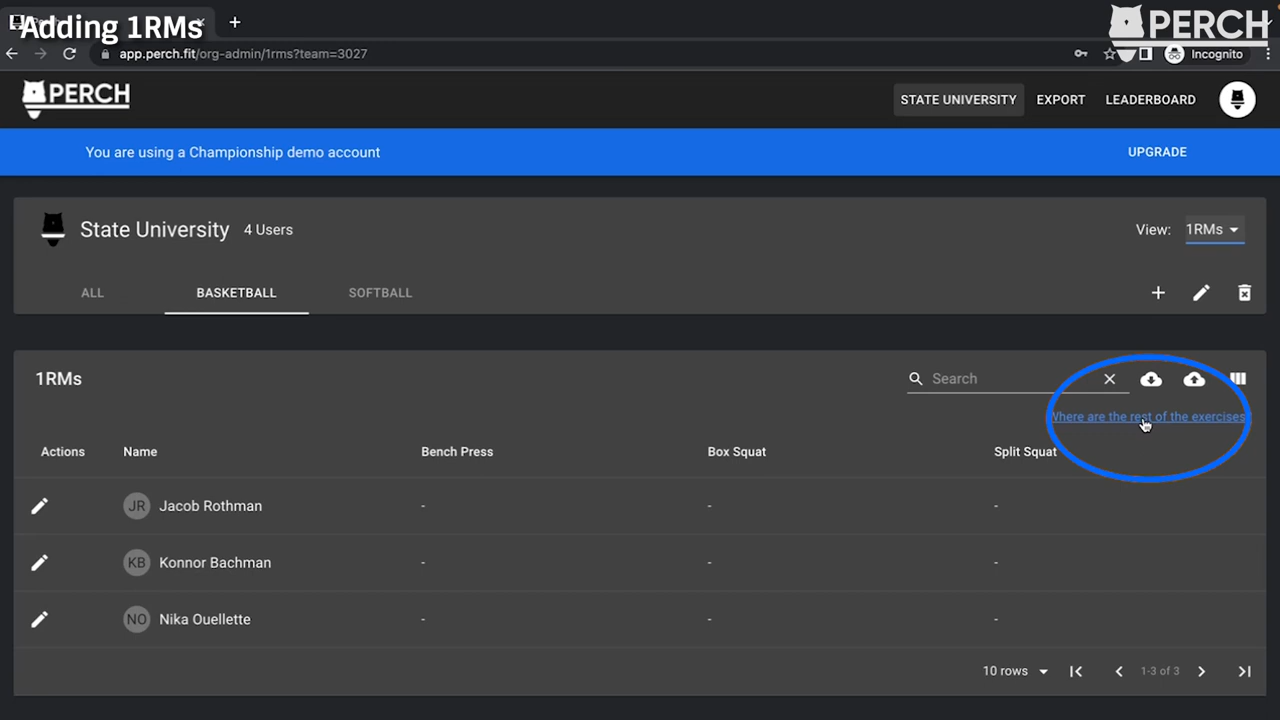 Adding 1RMs
PERCH
app.perch.fit/org-admin/1rms?team=3027
Incognito
PERCH
STATE UNIVERSITY
EXPORT
LEADERBOARD
You are using a Championship demo account
UPGRADE
State University
4 Users
View: 1RMs
ALL
BASKETBALL
SOFTBALL
1RMs
Search
Where are the rest of the exercises
Actions
Name
Bench Press
Box Squat
Split Squat
JR
Jacob Rothman
-
-
-
KB
Konnor Bachman
-
-
-
NO
Nika Ouellette
-
-
-
10 rows
1-3 of 3